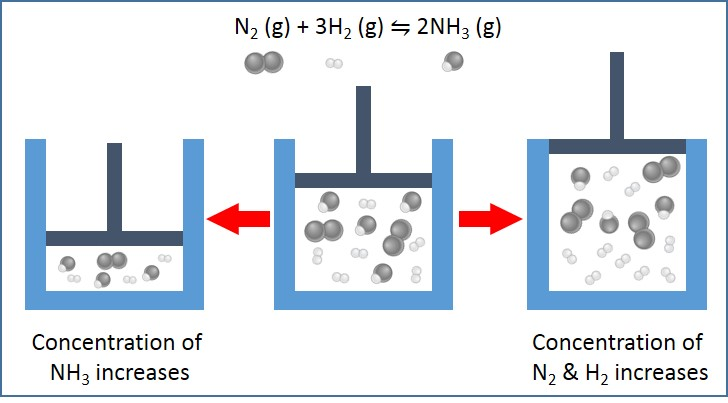 N₂ (g) + 3H₂ (g) ⇋ 2NH₃ (g)
Concentration of
NH₃ increases
Concentration of
N₂ & H₂ increases